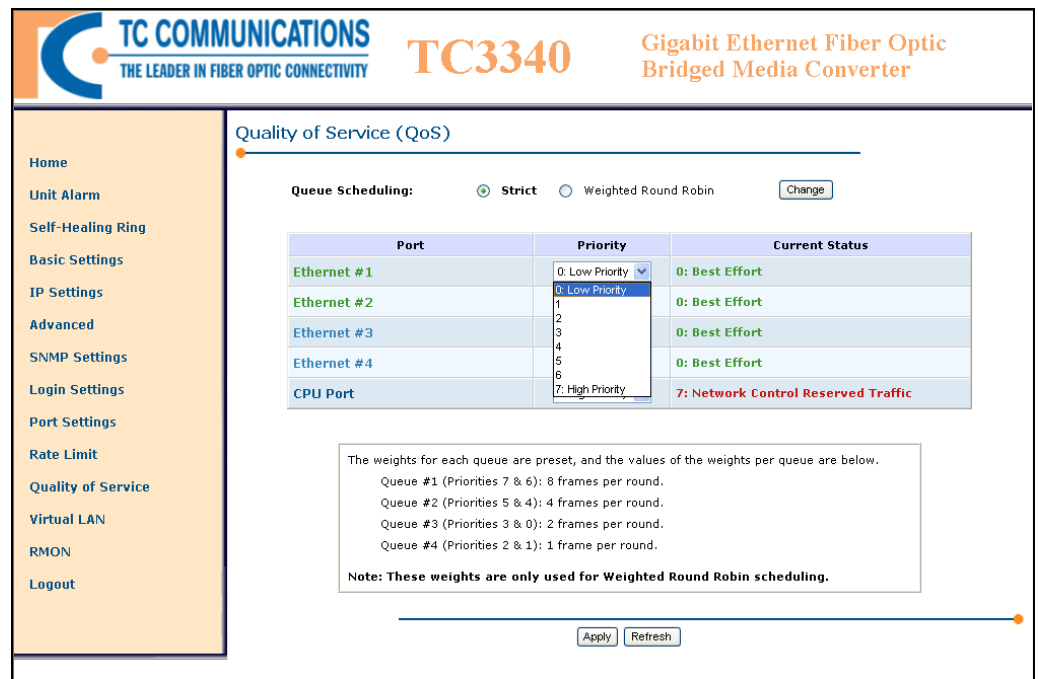 TC COMMUNICATIONS
THE LEADER IN FIBER OPTIC CONNECTIVITY
TC3340
Gigabit Ethernet Fiber Optic
Bridged Media Converter
Home
Unit Alarm
Self-Healing Ring
Basic Settings
IP Settings
Advanced
SNMP Settings
Login Settings
Port Settings
Rate Limit
Quality of Service
Virtual LAN
RMON
Logout
Quality of Service (QoS)
Queue Scheduling: Strict Weighted Round Robin Change
Port Priority Current Status
Ethernet #1 0: Low Priority 0: Best Effort
Ethernet #2 0: Best Effort
Ethernet #3 0: Best Effort
Ethernet #4 0: Best Effort
CPU Port 7: Network Control Reserved Traffic
0: Low Priority
1
2
3
4
5
6
7: High Priority
The weights for each queue are preset, and the values of the weights per queue are below.
Queue #1 (Priorities 7 & 6): 8 frames per round.
Queue #2 (Priorities 5 & 4): 4 frames per round.
Queue #3 (Priorities 3 & 0): 2 frames per round.
Queue #4 (Priorities 2 & 1): 1 frame per round.
Note: These weights are only used for Weighted Round Robin scheduling.
Apply Refresh